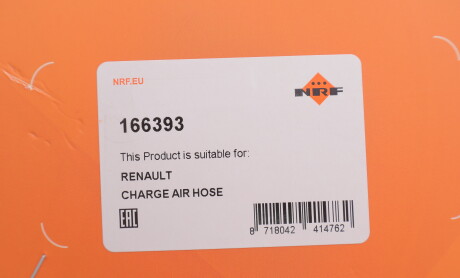 NRF.EU
NRF
166393
This Product is suitable for:
RENAULT
CHARGE AIR HOSE
EAC
8 718042 414762